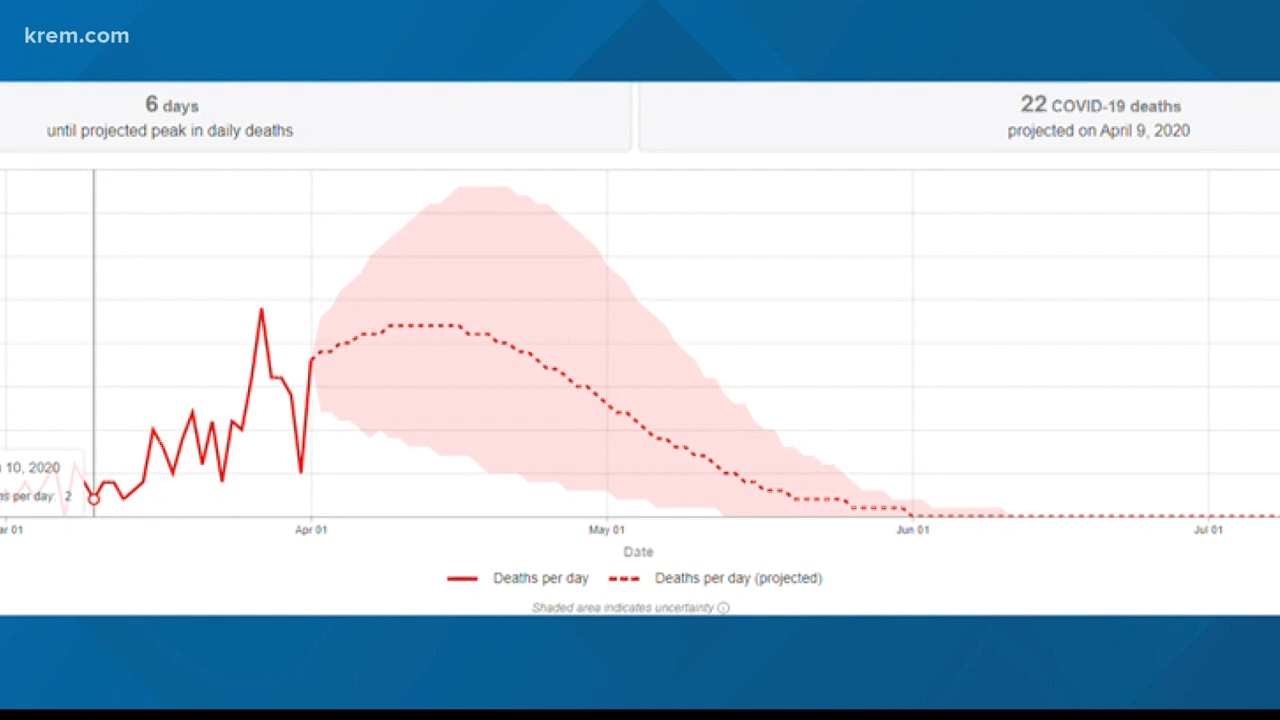 krem.com
6 days
until projected peak in daily deaths
22 COVID-19 deaths
projected on April 9, 2020
10, 2020
per day: 2
01
Apr 01
May 01
Jun 01
Jul 01
Date
Deaths per day
Deaths per day (projected)
Shaded area indicates uncertainty